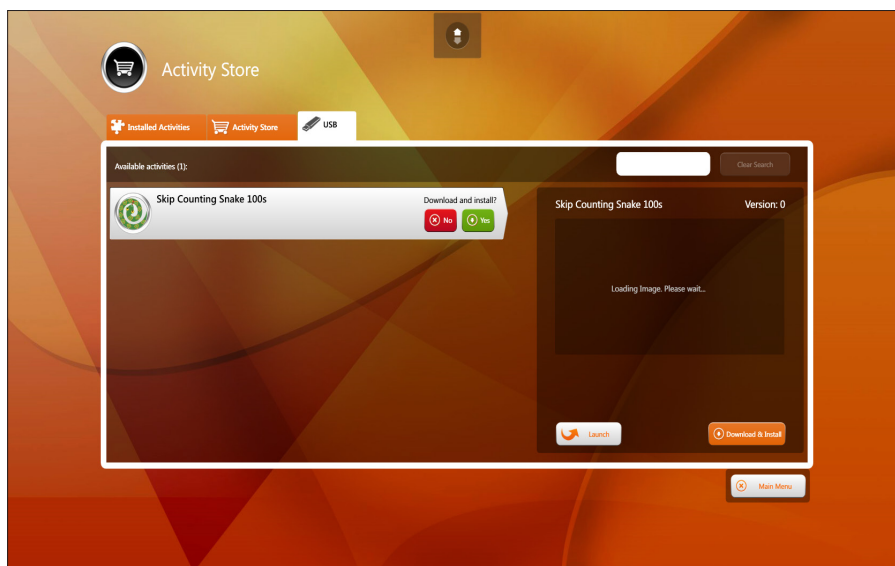 Activity Store
Installed Activities
Activity Store
USB
Available activities (1):
Clear Search
Skip Counting Snake 100s
Download and install?
No
Yes
Skip Counting Snake 100s
Version: 0
Loading Image. Please wait...
Launch
Download & Install
Main Menu